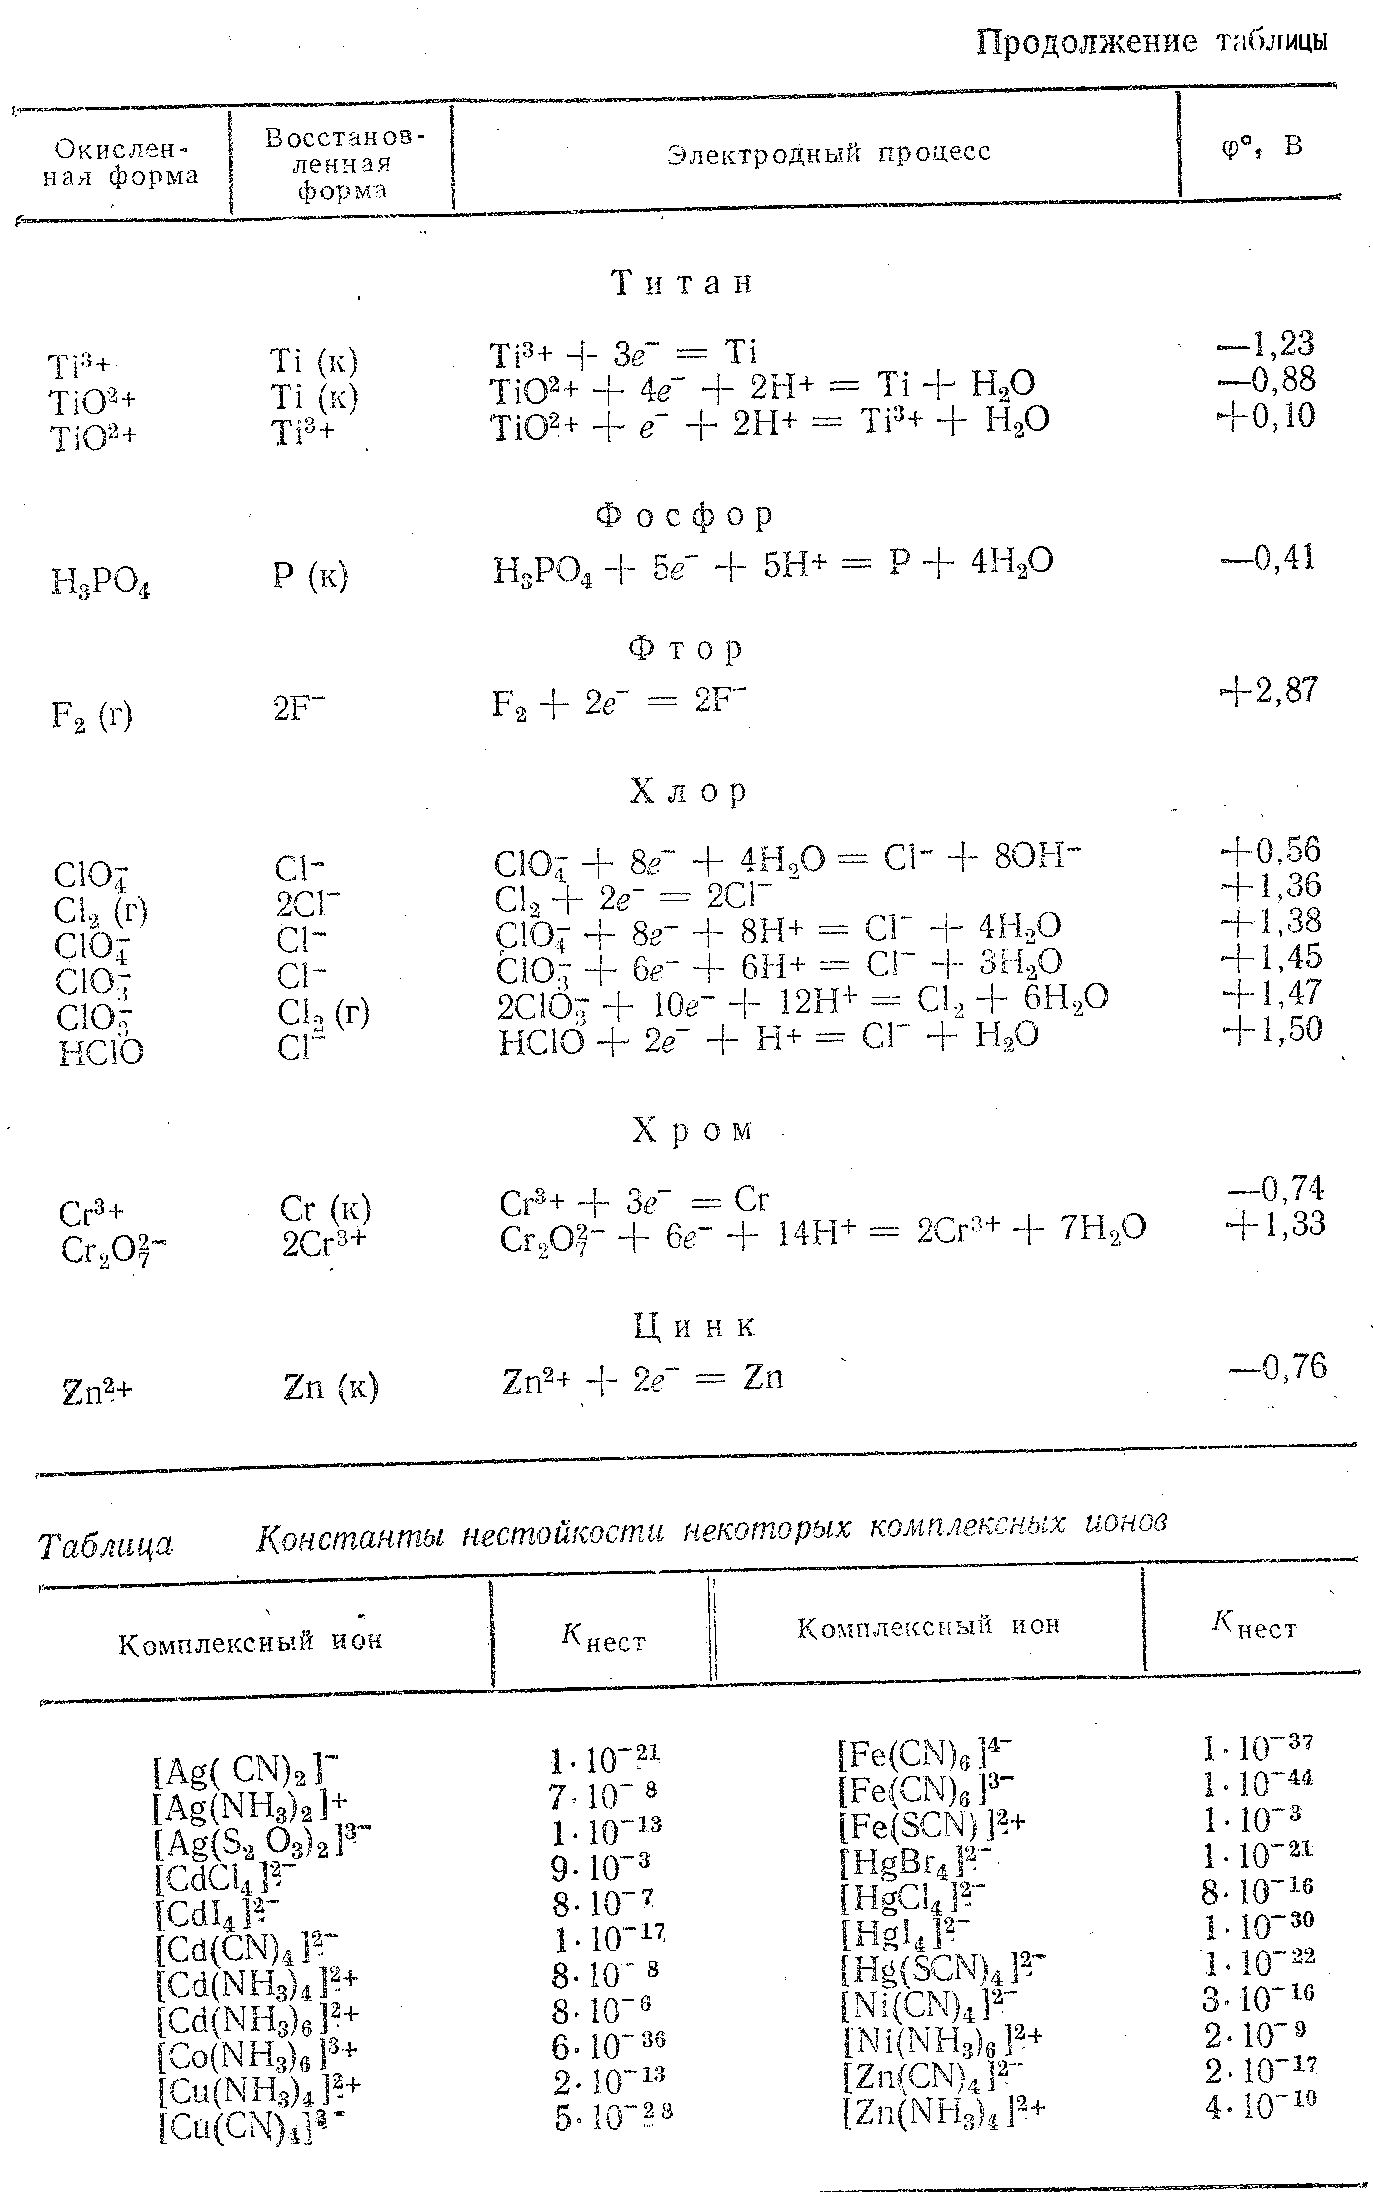 Продолжение таблицы
Окислен-
ная форма
Восстанов-
ленная
форма
Электродный процесс
φ°, В
Титан
Ti³⁺ Ti (к) Ti³⁺ + 3e⁻ = Ti —1,23
TiO²⁺ Ti (к) TiO²⁺ + 4e⁻ + 2H⁺ = Ti + H₂O —0,88
TiO²⁺ Ti³⁺ TiO²⁺ + e⁻ + 2H⁺ = Ti³⁺ + H₂O +0,10
Фосфор
H₃PO₄ P (к) H₃PO₄ + 5e⁻ + 5H⁺ = P + 4H₂O —0,41
Фтор
F₂ (г) 2F⁻ F₂ + 2e⁻ = 2F⁻ +2,87
Хлор
ClO₄⁻ Cl⁻ ClO₄⁻ + 8e⁻ + 4H₂O = Cl⁻ + 8OH⁻ +0,56
Cl₂ (г) 2Cl⁻ Cl₂ + 2e⁻ = 2Cl⁻ +1,36
ClO₄⁻ Cl⁻ ClO₄⁻ + 8e⁻ + 8H⁺ = Cl⁻ + 4H₂O +1,38
ClO₃⁻ Cl⁻ ClO₃⁻ + 6e⁻ + 6H⁺ = Cl⁻ + 3H₂O +1,45
ClO₃⁻ Cl₂ (г) 2ClO₃⁻ + 10e⁻ + 12H⁺ = Cl₂ + 6H₂O +1,47
HClO Cl⁻ HClO + 2e⁻ + H⁺ = Cl⁻ + H₂O +1,50
Хром
Cr³⁺ Cr (к) Cr³⁺ + 3e⁻ = Cr —0,74
Cr₂O₇²⁻ 2Cr³⁺ Cr₂O₇²⁻ + 6e⁻ + 14H⁺ = 2Cr³⁺ + 7H₂O +1,33
Цинк
Zn²⁺ Zn (к) Zn²⁺ + 2e⁻ = Zn —0,76
Таблица Константы нестойкости некоторых комплексных ионов
Комплексный ион Kнест Комплексный ион Kнест
[Ag( CN)₂]⁻ 1·10⁻²¹ [Fe(CN)₆]⁴⁻ 1·10⁻³⁷
[Ag(NH₃)₂]⁺ 7·10⁻⁸ [Fe(CN)₆]³⁻ 1·10⁻⁴⁴
[Ag(S₂ O₃)₂]³⁻ 1·10⁻¹³ [Fe(SCN)]²⁺ 1·10⁻³
[CdCl₄]²⁻ 9·10⁻³ [HgBr₄]²⁻ 1·10⁻²¹
[CdI₄]²⁻ 8·10⁻⁷ [HgCl₄]²⁻ 8·10⁻¹⁶
[Cd(CN)₄]²⁻ 1·10⁻¹⁷ [HgI₄]²⁻ 1·10⁻³⁰
[Cd(NH₃)₄]²⁺ 8·10⁻⁸ [Hg(SCN)₄]²⁻ 1·10⁻²²
[Cd(NH₃)₆]²⁺ 8·10⁻⁶ [Ni(CN)₄]²⁻ 3·10⁻¹⁶
[Co(NH₃)₆]³⁺ 6·10⁻³⁶ [Ni(NH₃)₆]²⁺ 2·10⁻⁹
[Cu(NH₃)₄]²⁺ 2·10⁻¹³ [Zn(CN)₄]²⁻ 2·10⁻¹⁷
[Cu(CN)₄]³⁻ 5·10⁻²⁸ [Zn(NH₃)₄]²⁺ 4·10⁻¹⁰